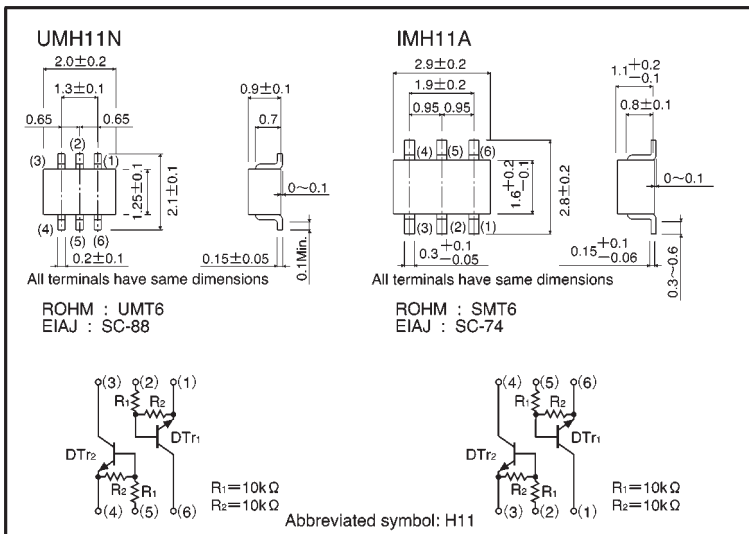 UMH11N
2.0±0.2
1.3±0.1
0.65
0.65
(2)
(3)
(1)
1.25±0.1
2.1±0.1
(4)
(5)
(6)
0.2±0.1
0.9±0.1
0.7
0~0.1
0.15±0.05
0.1Min.
All terminals have same dimensions
ROHM : UMT6
EIAJ : SC-88
IMH11A
2.9±0.2
1.9±0.2
0.95
0.95
(4)
(5)
(6)
1.6+0.2−0.1
2.8±0.2
(3)
(2)
(1)
0.3+0.1−0.05
1.1+0.2−0.1
0.8±0.1
0~0.1
0.15+0.1−0.06
0.3~0.6
All terminals have same dimensions
ROHM : SMT6
EIAJ : SC-74
(3)
(2)
(1)
R1
R2
DTr1
DTr2
R2
R1
(4)
(5)
(6)
R1=10kΩ
R2=10kΩ
(4)
(5)
(6)
R1
R2
DTr1
DTr2
R2
R1
(3)
(2)
(1)
R1=10kΩ
R2=10kΩ
Abbreviated symbol: H11